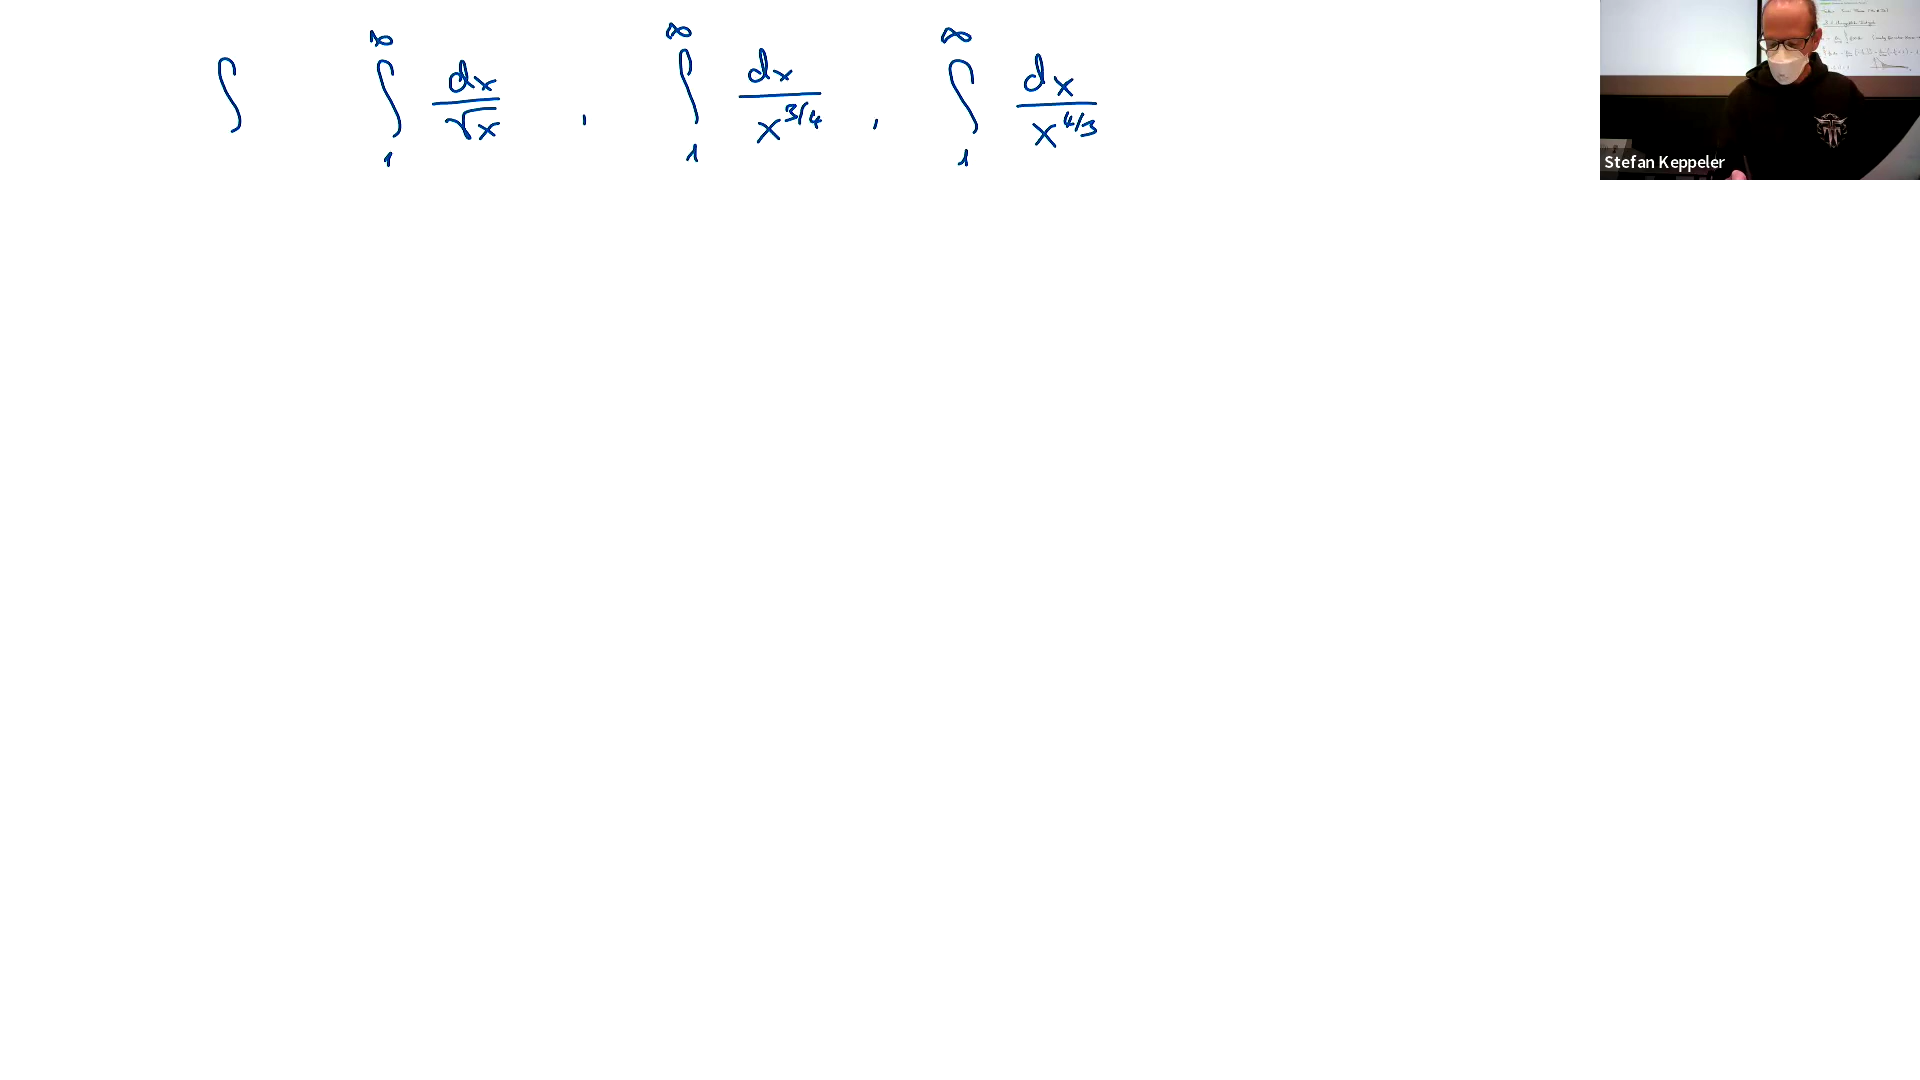 ∫ ∫₁^∞ dx/√x , ∫₁^∞ dx/x^{3/4} , ∫₁^∞ dx/x^{4/3}
Stefan Keppeler